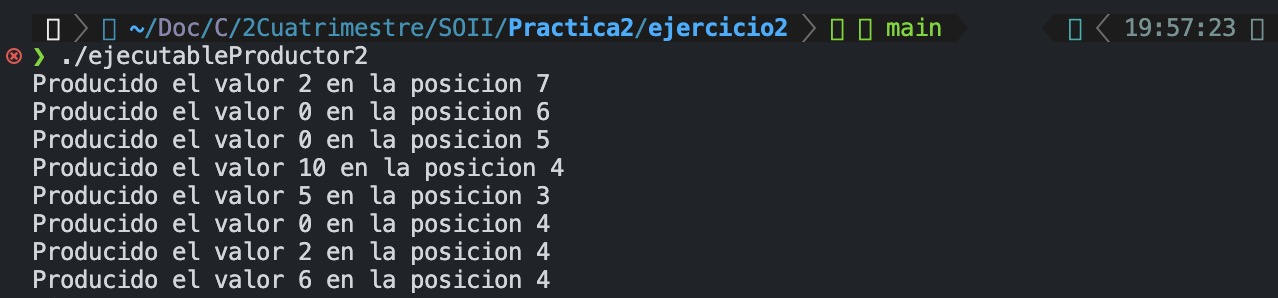 ~/Doc/C/2Cuatrimestre/SOII/Practica2/ejercicio2 main 19:57:23
❯ ./ejecutableProductor2
Producido el valor 2 en la posicion 7
Producido el valor 0 en la posicion 6
Producido el valor 0 en la posicion 5
Producido el valor 10 en la posicion 4
Producido el valor 5 en la posicion 3
Producido el valor 0 en la posicion 4
Producido el valor 2 en la posicion 4
Producido el valor 6 en la posicion 4